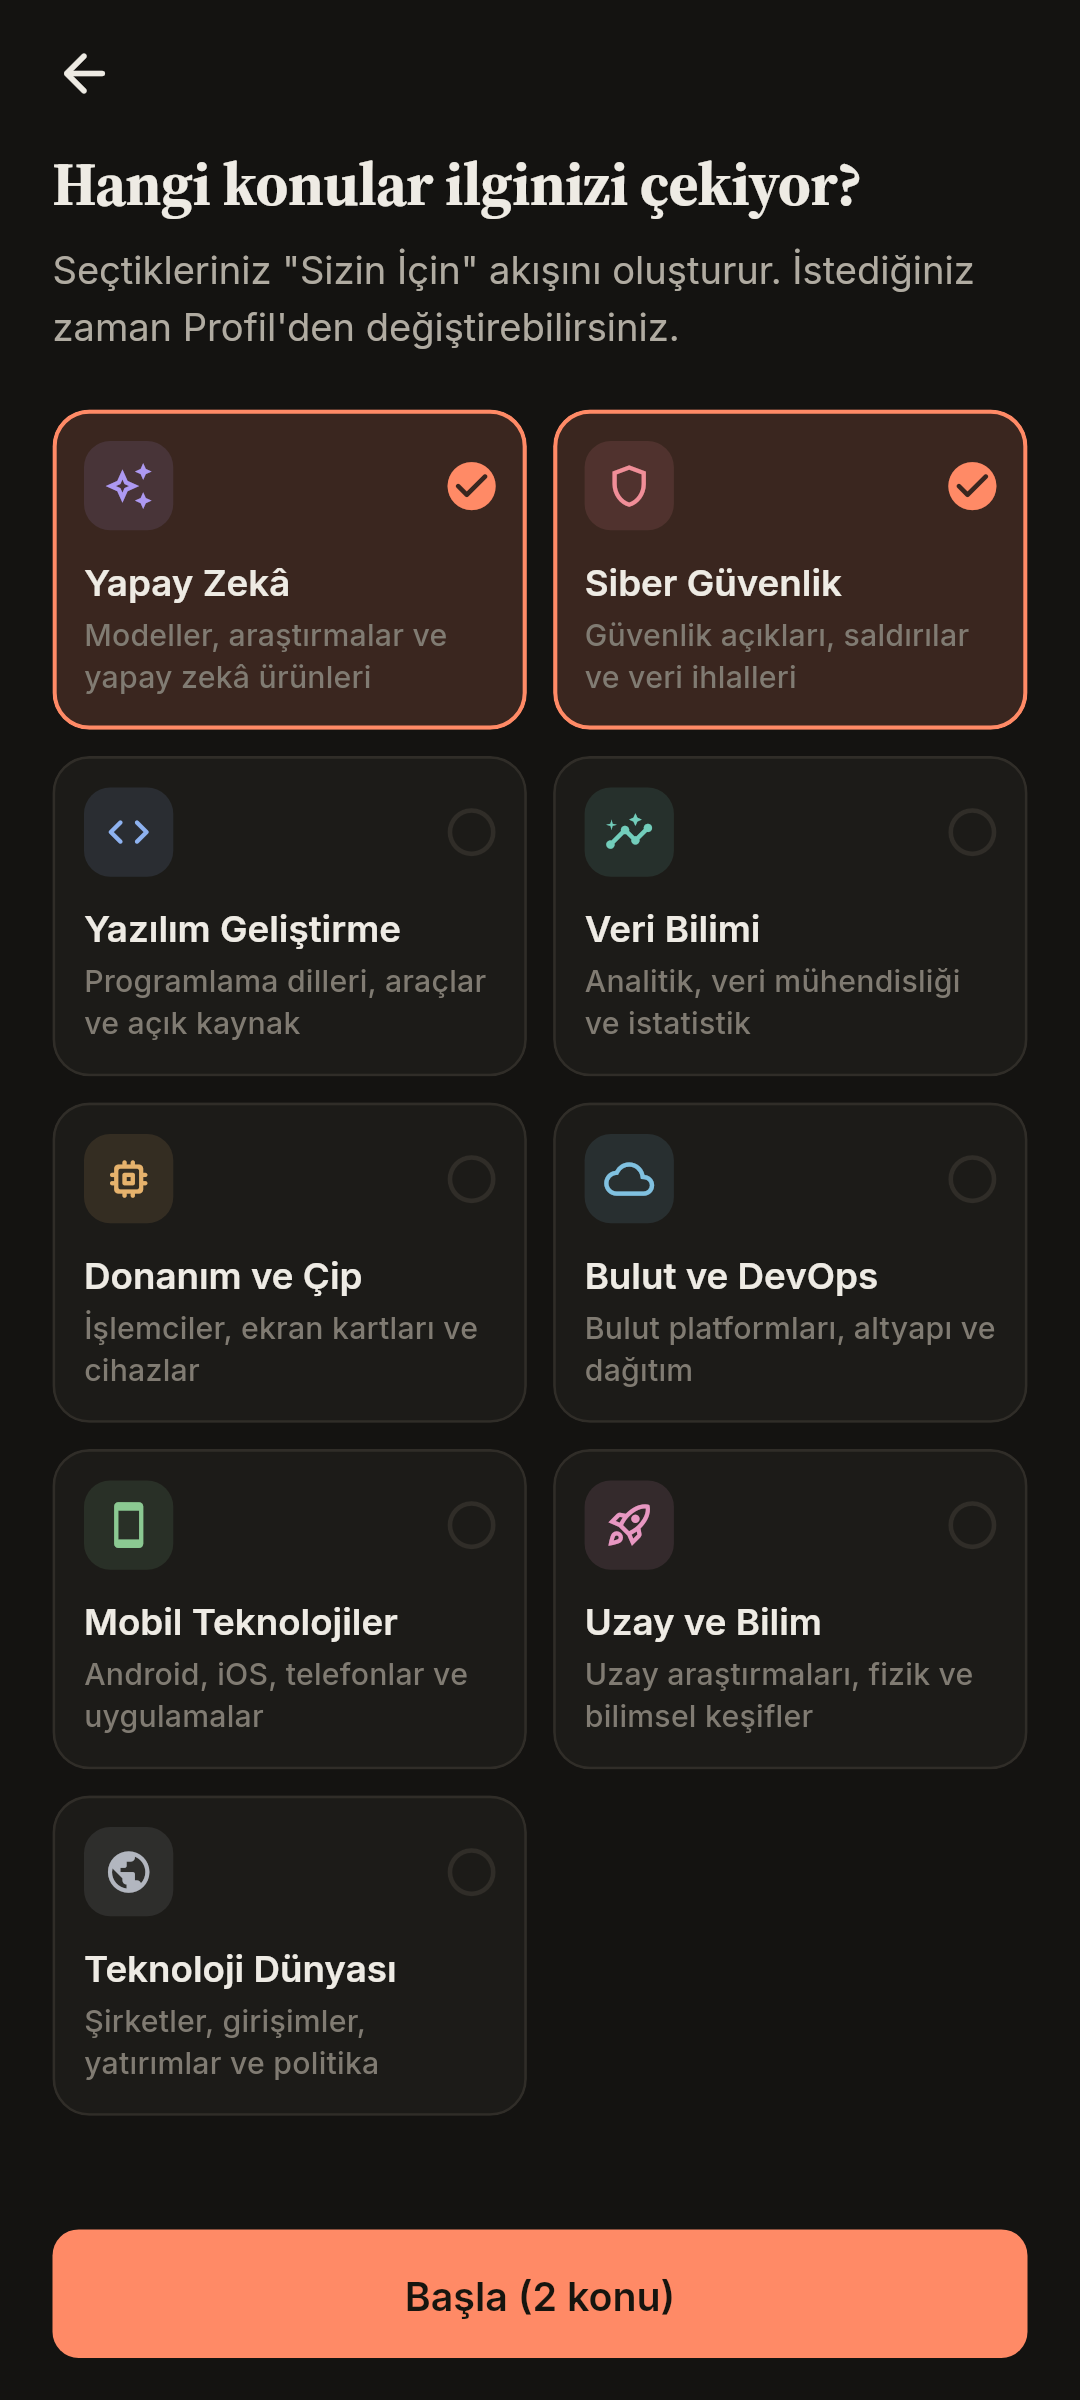 Hangi konular ilginizi çekiyor?
Seçtikleriniz "Sizin İçin" akışını oluşturur. İstediğiniz
zaman Profil'den değiştirebilirsiniz.
Yapay Zekâ
Modeller, araştırmalar ve
yapay zekâ ürünleri
Siber Güvenlik
Güvenlik açıkları, saldırılar
ve veri ihlalleri
Yazılım Geliştirme
Programlama dilleri, araçlar
ve açık kaynak
Veri Bilimi
Analitik, veri mühendisliği
ve istatistik
Donanım ve Çip
İşlemciler, ekran kartları ve
cihazlar
Bulut ve DevOps
Bulut platformları, altyapı ve
dağıtım
Mobil Teknolojiler
Android, iOS, telefonlar ve
uygulamalar
Uzay ve Bilim
Uzay araştırmaları, fizik ve
bilimsel keşifler
Teknoloji Dünyası
Şirketler, girişimler,
yatırımlar ve politika
Başla (2 konu)